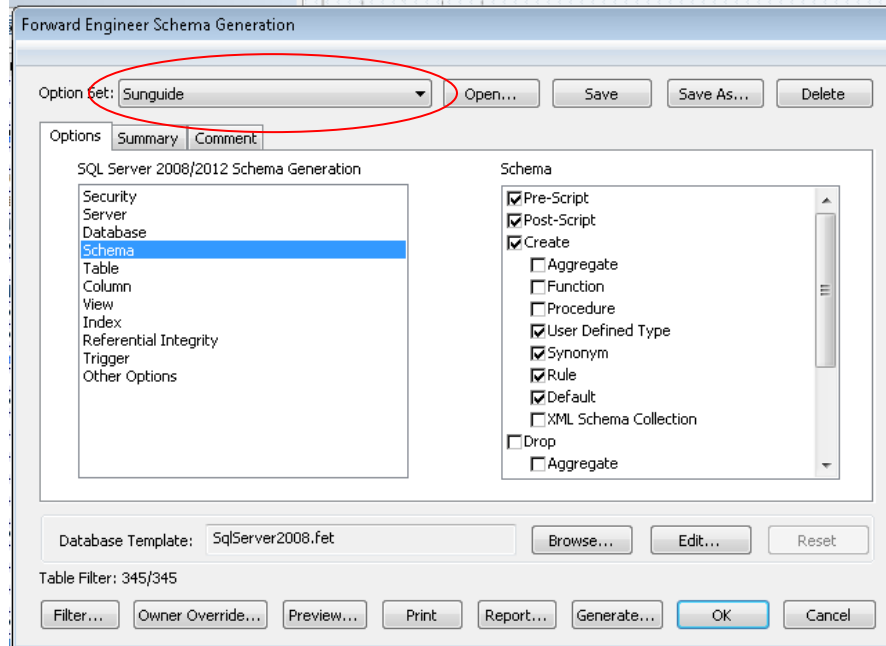 Forward Engineer Schema Generation
Option Set: Sunguide Open... Save Save As... Delete
Options Summary Comment
SQL Server 2008/2012 Schema Generation
Security
Server
Database
Schema
Table
Column
View
Index
Referential Integrity
Trigger
Other Options
Schema
Pre-Script
Post-Script
Create
Aggregate
Function
Procedure
User Defined Type
Synonym
Rule
Default
XML Schema Collection
Drop
Aggregate
Database Template: SqlServer2008.fet Browse... Edit... Reset
Table Filter: 345/345
Filter... Owner Override... Preview... Print Report... Generate... OK Cancel